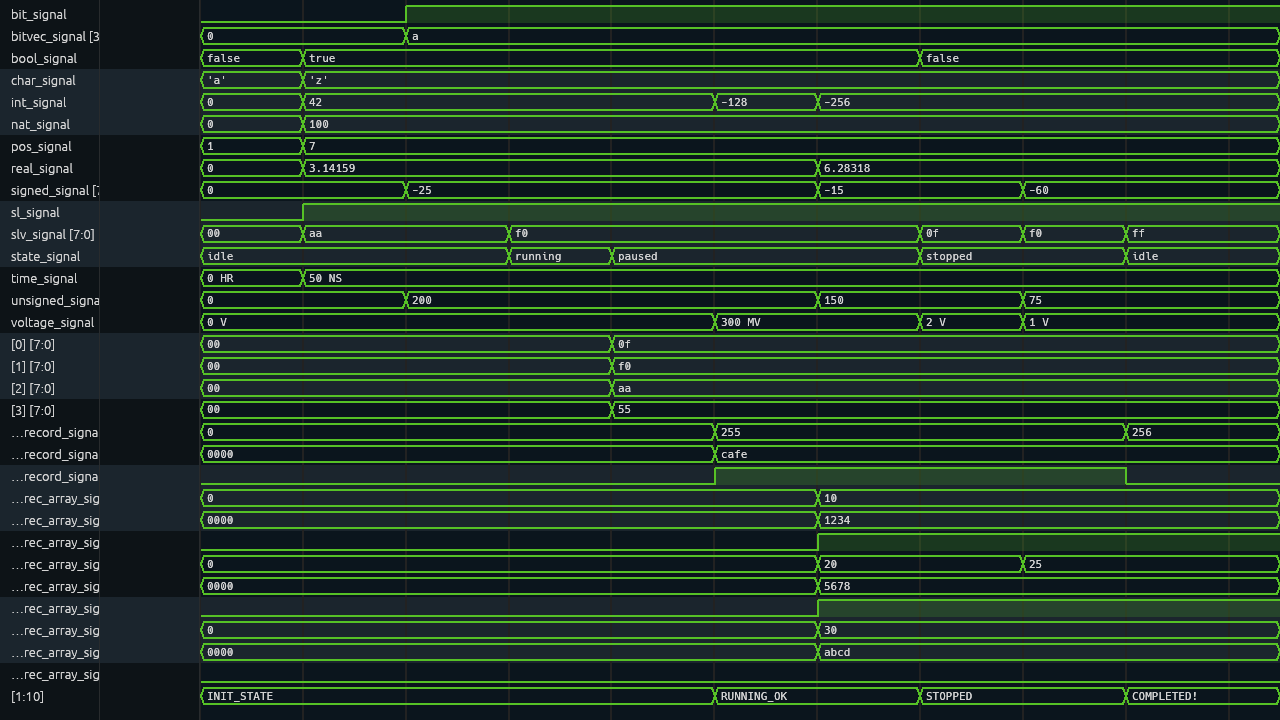 bit_signal
bitvec_signal [3 0 a
bool_signal false true false
char_signal 'a' 'z'
int_signal 0 42 -128 -256
nat_signal 0 100
pos_signal 1 7
real_signal 0 3.14159 6.28318
signed_signal [7 0 -25 -15 -60
sl_signal
slv_signal [7:0] 00 aa f0 0f f0 ff
state_signal idle running paused stopped idle
time_signal 0 HR 50 NS
unsigned_signa 0 200 150 75
voltage_signal 0 V 300 MV 2 V 1 V
[0] [7:0] 00 0f
[1] [7:0] 00 f0
[2] [7:0] 00 aa
[3] [7:0] 00 55
…record_signa 0 255 256
…record_signa 0000 cafe
…record_signa
…rec_array_sig 0 10
…rec_array_sig 0000 1234
…rec_array_sig
…rec_array_sig 0 20 25
…rec_array_sig 0000 5678
…rec_array_sig
…rec_array_sig 0 30
…rec_array_sig 0000 abcd
…rec_array_sig
[1:10] INIT_STATE RUNNING_OK STOPPED COMPLETED!